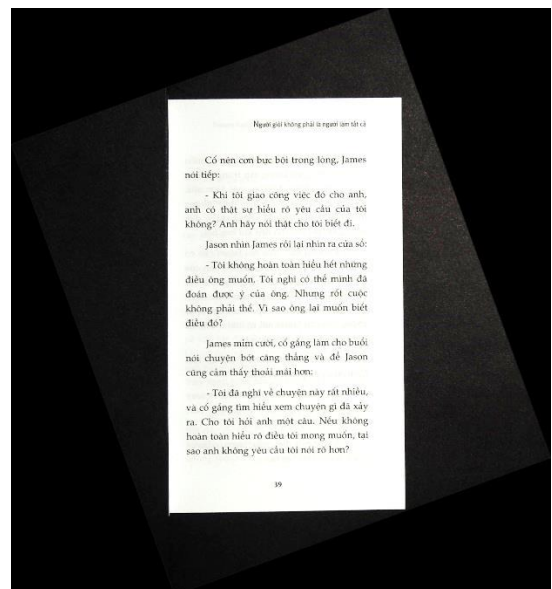 Người giỏi không phải là người làm tất cả
Cố nén cơn bực bội trong lòng, James
nói tiếp:
- Khi tôi giao công việc đó cho anh,
anh có thật sự hiểu rõ yêu cầu của tôi
không? Anh hãy nói thật cho tôi biết đi.
Jason nhìn James rồi lại nhìn ra cửa sổ:
- Tôi không hoàn toàn hiểu hết những
điều ông muốn. Tôi nghĩ có thể mình đã
đoán được ý của ông. Nhưng rốt cuộc
không phải thế. Vì sao ông lại muốn biết
điều đó?
James mỉm cười, cố gắng làm cho buổi
nói chuyện bớt căng thẳng và để Jason
cũng cảm thấy thoải mái hơn:
- Tôi đã nghĩ về chuyện này rất nhiều,
và cố gắng tìm hiểu xem chuyện gì đã xảy
ra. Cho tôi hỏi anh một câu. Nếu không
hoàn toàn hiểu rõ điều tôi mong muốn, tại
sao anh không yêu cầu tôi nói rõ hơn?
39